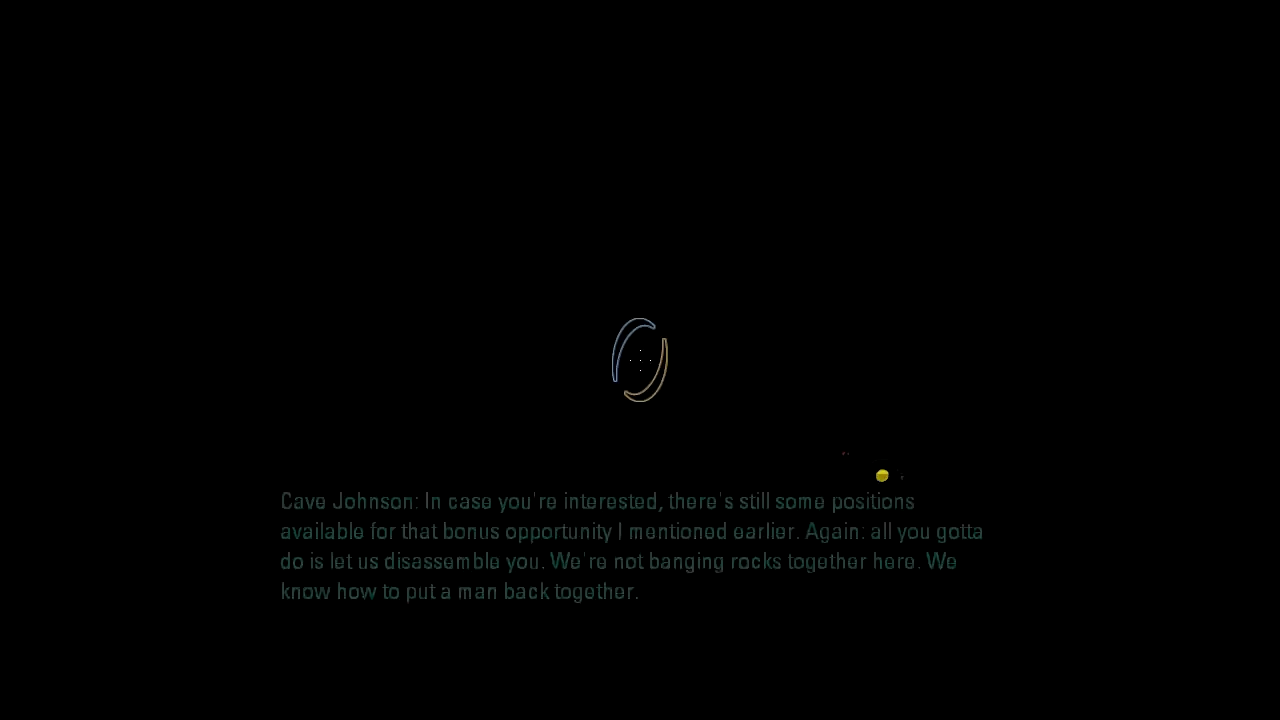 Cave Johnson: In case you're interested, there's still some positions
available for that bonus opportunity I mentioned earlier. Again: all you gotta
do is let us disassemble you. We're not banging rocks together here. We
know how to put a man back together.